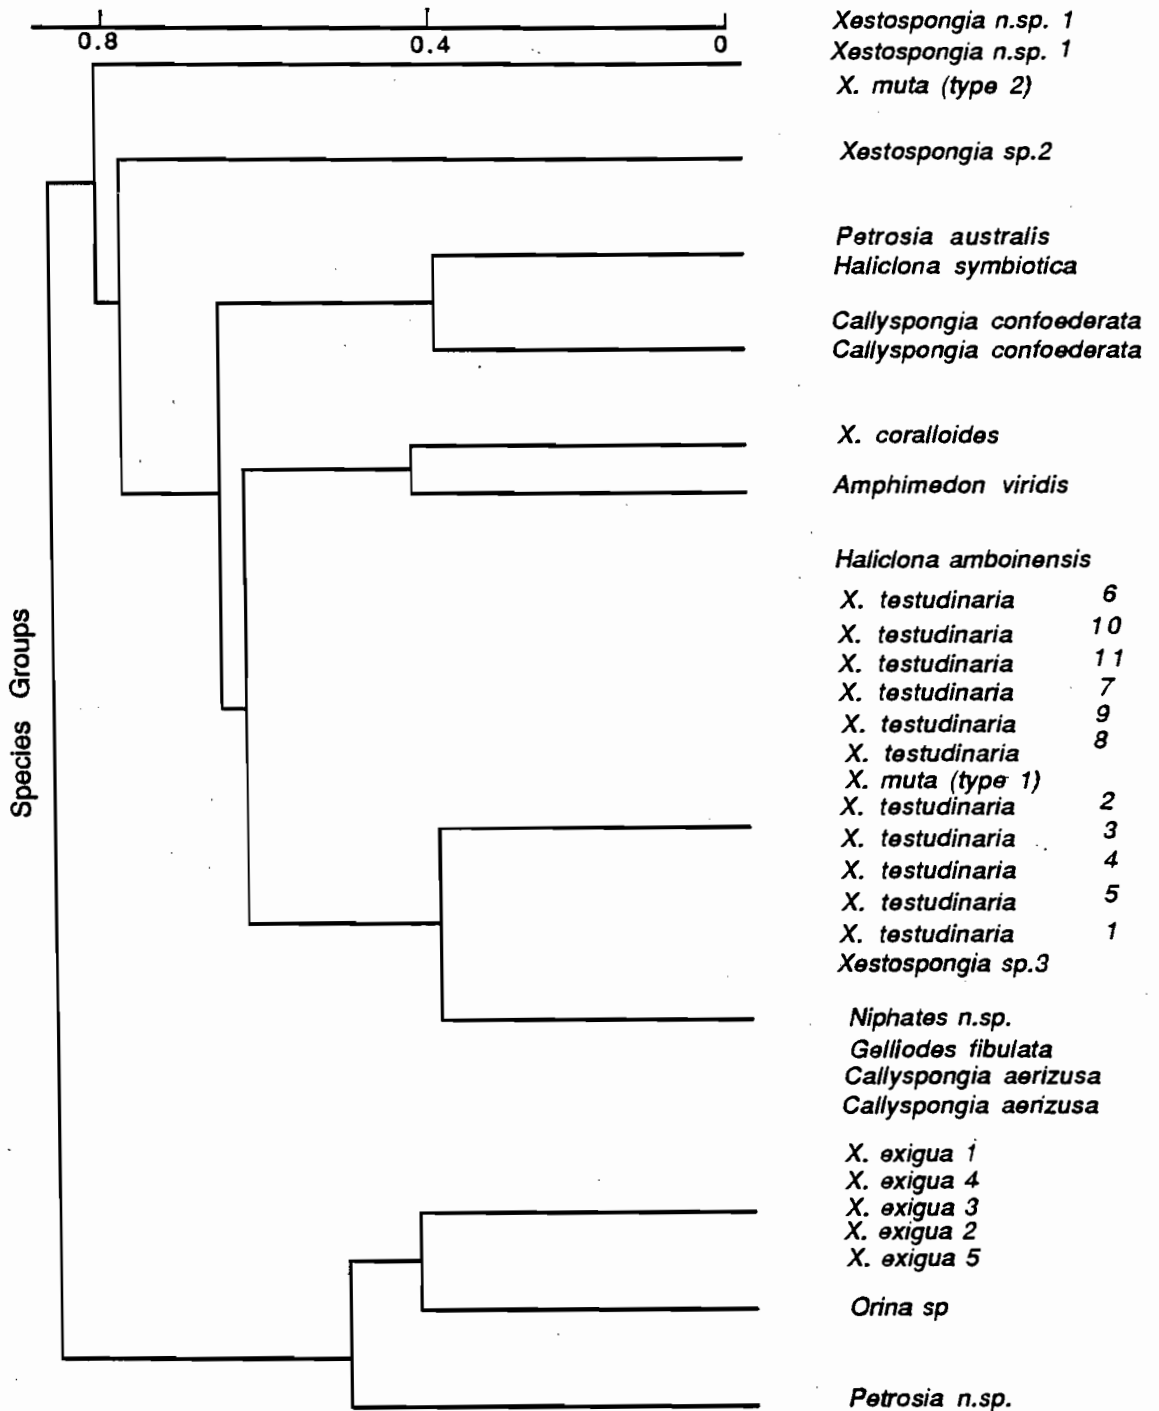 0.8 0.4 0
Xestospongia n.sp. 1
Xestospongia n.sp. 1
X. muta (type 2)
Xestospongia sp.2
Petrosia australis
Haliclona symbiotica
Callyspongia confoederata
Callyspongia confoederata
X. coralloides
Amphimedon viridis
Haliclona amboinensis
X. testudinaria 6
X. testudinaria 10
X. testudinaria 11
X. testudinaria 7
X. testudinaria 9
X. testudinaria 8
X. muta (type 1)
X. testudinaria 2
X. testudinaria 3
X. testudinaria 4
X. testudinaria 5
X. testudinaria 1
Xestospongia sp.3
Niphates n.sp.
Gelliodes fibulata
Callyspongia aerizusa
Callyspongia aerizusa
X. exigua 1
X. exigua 4
X. exigua 3
X. exigua 2
X. exigua 5
Orina sp
Petrosia n.sp.
Species Groups